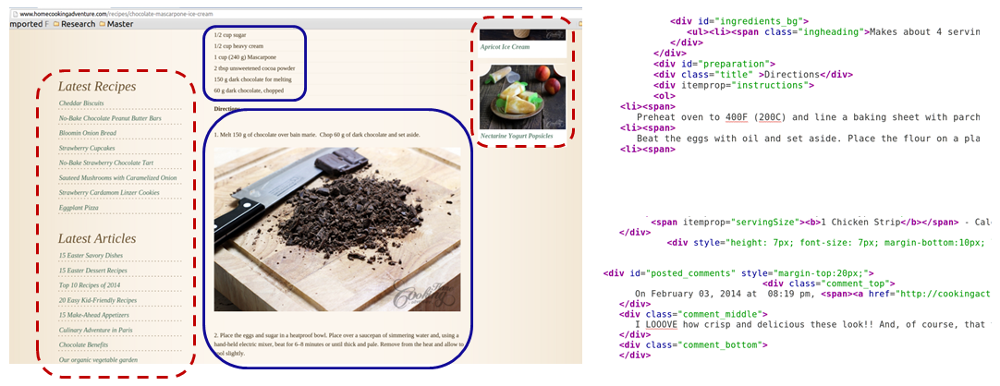 www.homecookingadventure.com/recipes/chocolate-mascarpone-ice-cream
mported F Research Master
Latest Recipes
Cheddar Biscuits
No-Bake Chocolate Peanut Butter Bars
Bloomin Onion Bread
Strawberry Cupcakes
No-Bake Strawberry Chocolate Tart
Sauteed Mushrooms with Caramelized Onion
Strawberry Cardamom Linzer Cookies
Eggplant Pizza
Latest Articles
15 Easter Savory Dishes
15 Easter Dessert Recipes
Top 10 Recipes of 2014
20 Easy Kid-Friendly Recipes
15 Make-Ahead Appetizers
Culinary Adventure in Paris
Chocolate Benefits
Our organic vegetable garden
1/2 cup sugar
1/2 cup heavy cream
1 cup (240 g) Mascarpone
2 tbsp unsweetened cocoa powder
150 g dark chocolate for melting
60 g dark chocolate, chopped
Directions
1. Melt 150 g of chocolate over bain marie. Chop 60 g of dark chocolate and set aside.
2. Place the eggs and sugar in a heatproof bowl. Place over a saucepan of simmering water and, using a
hand-held electric mixer, beat for 6–8 minutes or until thick and pale. Remove from the heat and allow to
cool slightly.
Apricot Ice Cream
Nectarine Yogurt Popsicles
<div id="ingredients_bg">
<ul><li><span class="ingheading">Makes about 4 servin
</div>
</div>
<div id="preparation">
<div class="title" >Directions</div>
<div itemprop="instructions">
<ol>
<li><span>
Preheat oven to 400F (200C) and line a baking sheet with parch
<li><span>
Beat the eggs with oil and set aside. Place the flour on a pla
<li><span>
<span itemprop="servingSize"><b>1 Chicken Strip</b></span> - Cal
</div>
<div style="height: 7px; font-size: 7px; margin-bottom:10px;
<div id="posted_comments" style="margin-top:20px;">
<div class="comment_top">
On February 03, 2014 at 08:19 pm, <span><a href="http://cookingact
</div>
<div class="comment_middle">
I LOOOVE how crisp and delicious these look!! And, of course, that
</div>
<div class="comment_bottom">
</div>